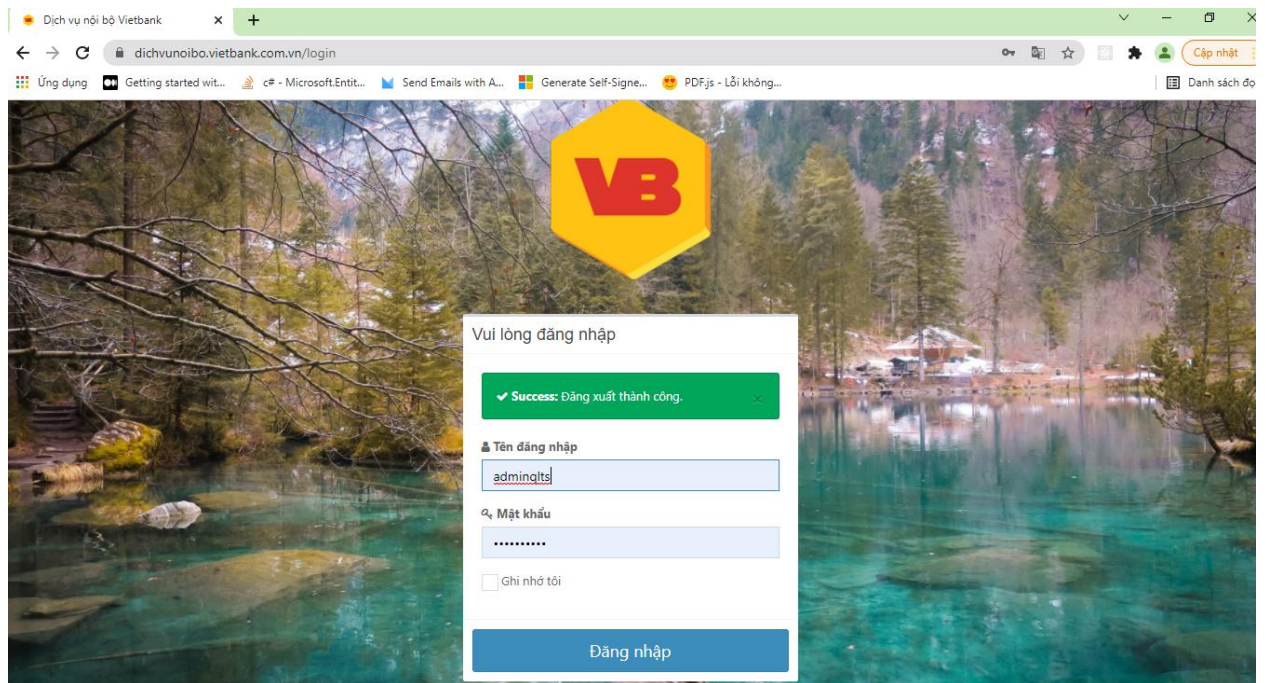 Dịch vụ nội bộ Vietbank
dichvunoibo.vietbank.com.vn/login
Cập nhật
Ứng dụng Getting started wit... c# - Microsoft.Entit... Send Emails with A... Generate Self-Signe... PDF.js - Lỗi không... Danh sách đọ
VB
Vui lòng đăng nhập
Success: Đăng xuất thành công.
Tên đăng nhập
adminqlts
Mật khẩu
Ghi nhớ tôi
Đăng nhập